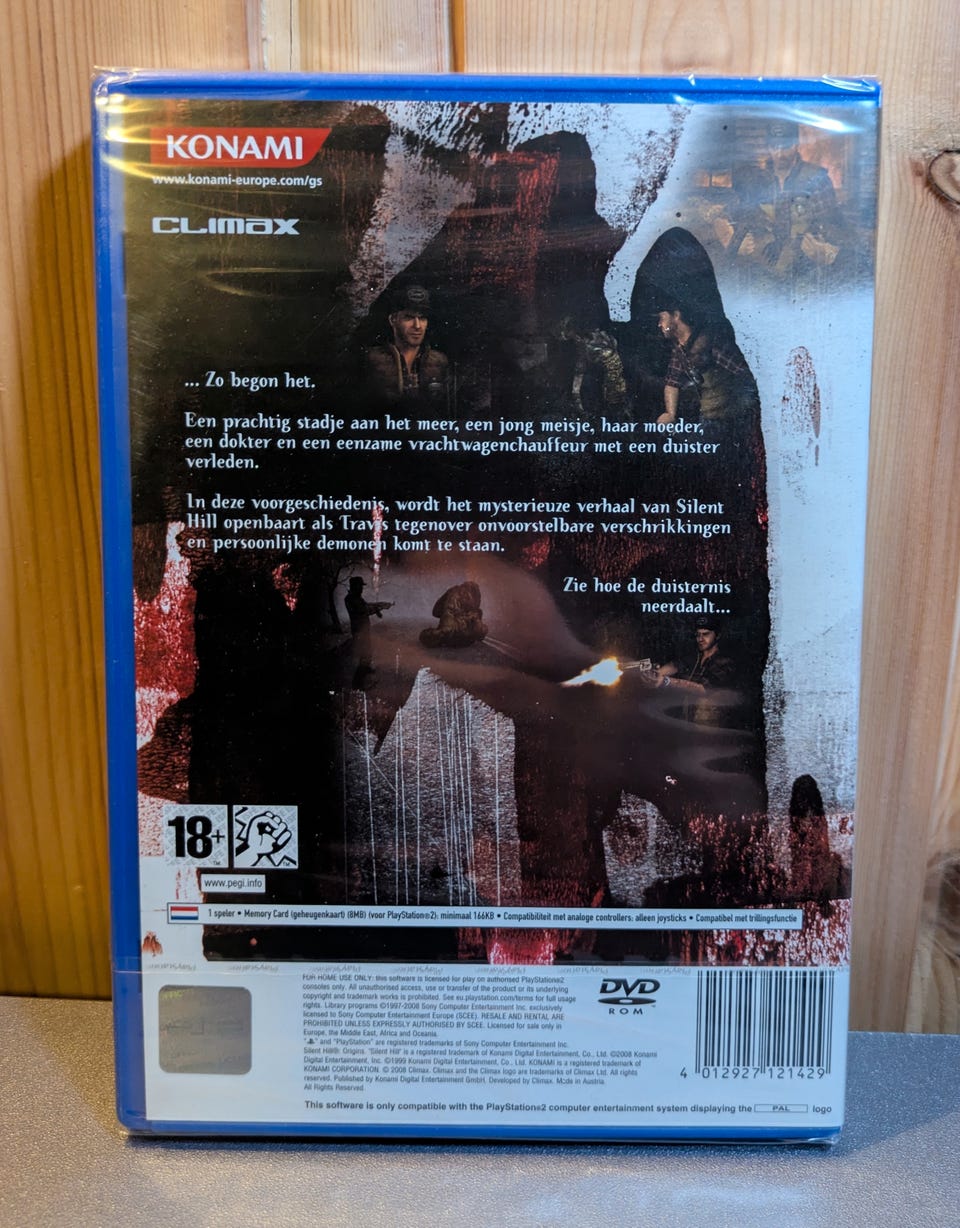 KONAMI
www.konami-europe.com/gs
CLIMAX
... Zo begon het.
Een prachtig stadje aan het meer, een jong meisje, haar moeder,
een dokter en een eenzame vrachtwagenchauffeur met een duister
verleden.
In deze voorgeschiedenis, wordt het mysterieuze verhaal van Silent
Hill openbaart als Travis tegenover onvoorstelbare verschrikkingen
en persoonlijke demonen komt te staan.
Zie hoe de duisternis
neerdaalt...
18+™
™
www.pegi.info
1 speler • Memory Card (geheugenkaart) (8MB) (voor PlayStation®2): minimaal 166KB • Compatibiliteit met analoge controllers: alleen joysticks • Compatibel met trillingsfunctie
FOR HOME USE ONLY: this software is licensed for play on authorised PlayStation®2
consoles only. All unauthorised access, use or transfer of the product or its underlying
copyright and trademark works is prohibited. See eu.playstation.com/terms for full usage
rights. Library programs ©1997-2008 Sony Computer Entertainment Inc. exclusively
licensed to Sony Computer Entertainment Europe (SCEE). RESALE AND RENTAL ARE
PROHIBITED UNLESS EXPRESSLY AUTHORISED BY SCEE. Licensed for sale only in
Europe, the Middle East, Africa and Oceania.
" " and "PlayStation" are registered trademarks of Sony Computer Entertainment Inc.
Silent Hill®: Origins. "Silent Hill" is a registered trademark of Konami Digital Entertainment, Co., Ltd. ©2008 Konami
Digital Entertainment, Inc. ©1999 Konami Digital Entertainment, Co., Ltd. KONAMI is a registered trademark of
KONAMI CORPORATION. © 2008 Climax. Climax and the Climax logo are trademarks of Climax Ltd. All rights
reserved. Published by Konami Digital Entertainment GmbH. Developed by Climax. Made in Austria.
All Rights Reserved.
DVD
ROM
4 012927 121429
This software is only compatible with the PlayStation®2 computer entertainment system displaying the PAL logo